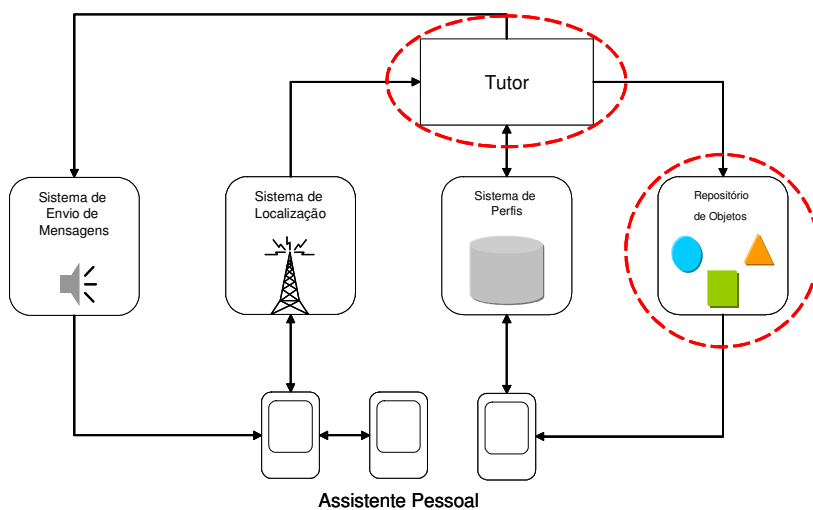 Tutor
Sistema de
Envio de
Mensagens
Sistema de
Localização
Sistema de
Perfis
Repositório
de Objetos
Assistente Pessoal